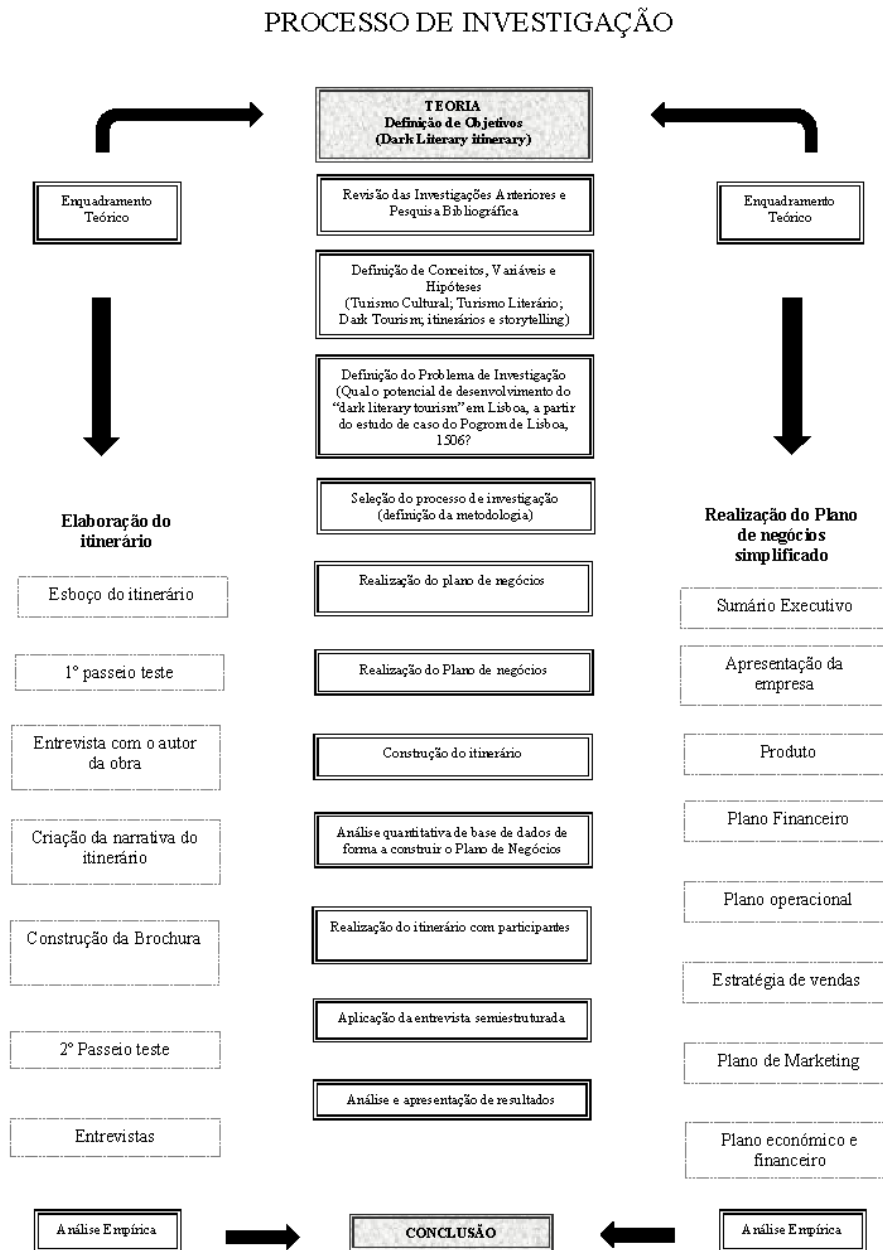 PROCESSO DE INVESTIGAÇÃO
TEORIA
Definição de Objetivos
(Dark Literary itinerary)
Enquadramento
Teórico
Revisão das Investigações Anteriores e
Pesquisa Bibliográfica
Enquadramento
Teórico
Definição de Conceitos, Variáveis e
Hipóteses
(Turismo Cultural; Turismo Literário;
Dark Tourism; itinerários e storytelling)
Definição do Problema de Investigação
(Qual o potencial de desenvolvimento do
“dark literary tourism” em Lisboa, a partir
do estudo de caso do Pogrom de Lisboa,
1506?
Seleção do processo de investigação
(definição da metodologia)
Realização do plano de negócios
Realização do Plano de negócios
Construção do itinerário
Análise quantitativa de base de dados de
forma a construir o Plano de Negócios
Realização do itinerário com participantes
Aplicação da entrevista semiestruturada
Análise e apresentação de resultados
Elaboração do
itinerário
Esboço do itinerário
1º passeio teste
Entrevista com o autor
da obra
Criação da narrativa do
itinerário
Construção da Brochura
2º Passeio teste
Entrevistas
Realização do Plano
de negócios
simplificado
Sumário Executivo
Apresentação da
empresa
Produto
Plano Financeiro
Plano operacional
Estratégia de vendas
Plano de Marketing
Plano económico e
financeiro
Análise Empírica
CONCLUSÃO
Análise Empírica